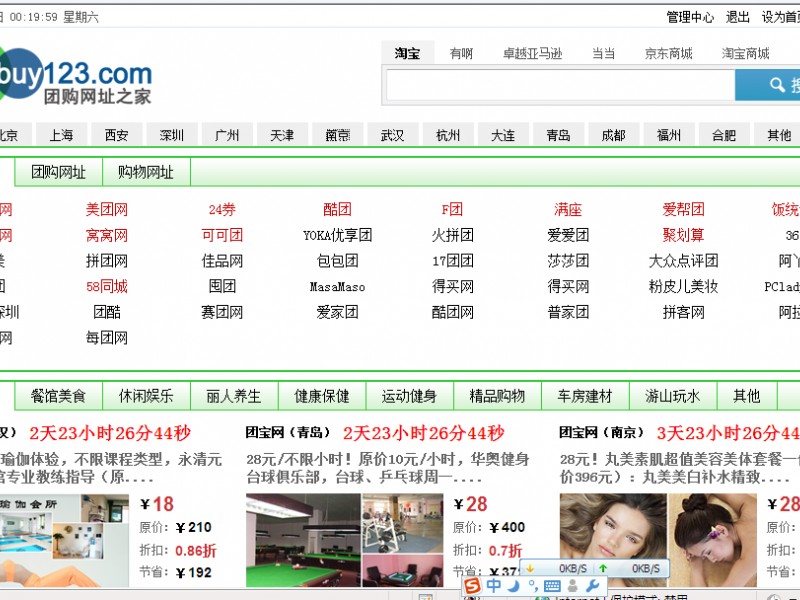 00:19:59 星期六
管理中心 退出 设为首页
buy123.com
团购网址之家
淘宝 有啊 卓越亚马逊 当当 京东商城 淘宝商城
北京 上海 西安 深圳 广州 天津 武汉 杭州 大连 青岛 成都 福州 合肥 其他
团购网址 购物网址
网 美团网 24券 酷团 F团 满座 爱帮团 饭统
网 窝窝网 可可团 YOKA优享团 火拼团 爱爱团 聚划算 36
拼团网 佳品网 包包团 17团团 莎莎团 大众点评团
团 58同城 囤团 MasaMaso 得买网 得买网 粉皮儿美妆 PClad
深圳 团酷 赛团网 爱家团 酷团网 普家团 拼客网 阿拉
网 每团网
餐馆美食 休闲娱乐 丽人养生 健康保健 运动健身 精品购物 车房建材 游山玩水 其他
汉） 2天23小时26分44秒
瑜伽体验，不限课程类型，永清元
专业教练指导（原....
瑜伽会所
¥18
原价: ¥210
折扣: 0.86折
节省: ¥192
团宝网（青岛） 2天23小时26分44秒
28元/不限小时！原价10元/小时，华奥健身
台球俱乐部，台球、乒乓球周一....
¥28
原价: ¥400
折扣: 0.7折
节省: ¥37
团宝网（南京） 3天23小时26分4
28元！丸美素肌超值美容美体套餐一
价396元）：丸美美白补水精致....
¥28
原价:
折扣:
节省:
0KB/S 0KB/S
中
Internet | 保护模式: 禁用